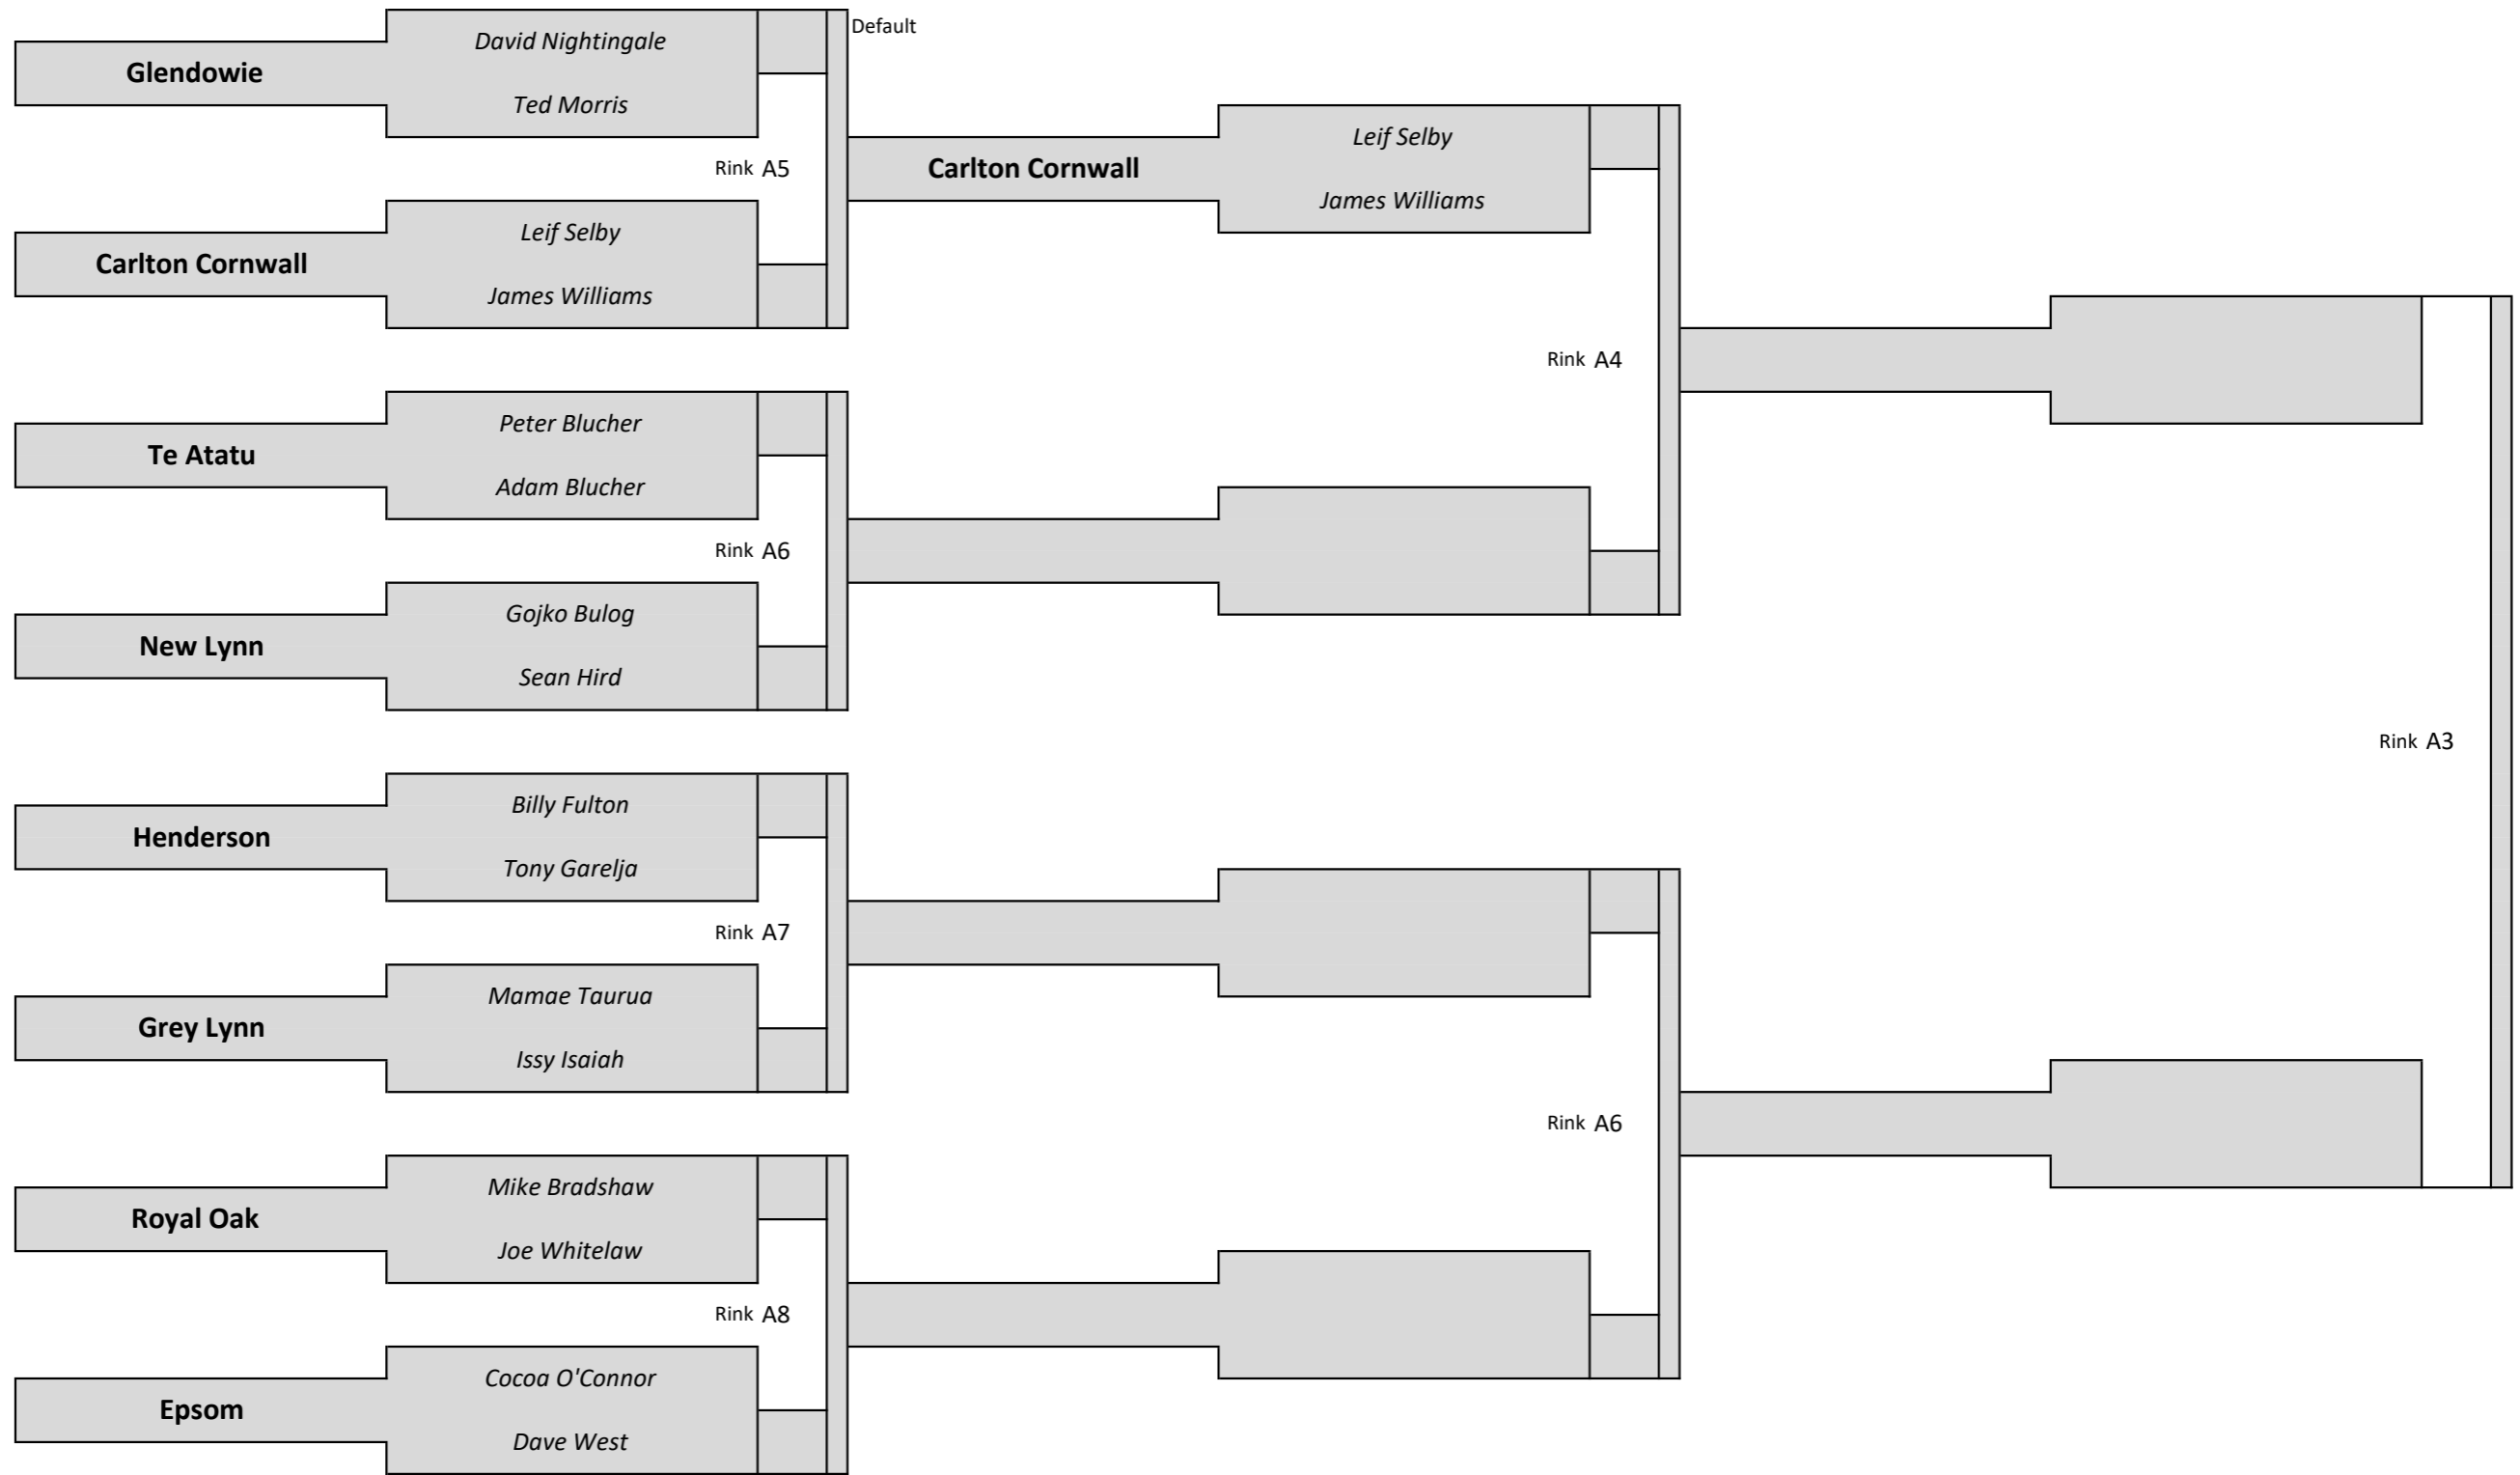 David Nightingale
Default
Glendowie
Ted Morris
Leif Selby
Rink A5
Carlton Cornwall
James Williams
Leif Selby
Carlton Cornwall
James Williams
Rink A4
Peter Blucher
Te Atatu
Adam Blucher
Rink A6
Gojko Bulog
New Lynn
Sean Hird
Rink A3
Billy Fulton
Henderson
Tony Garelja
Rink A7
Mamae Taurua
Grey Lynn
Issy Isaiah
Rink A6
Mike Bradshaw
Royal Oak
Joe Whitelaw
Rink A8
Cocoa O'Connor
Epsom
Dave West